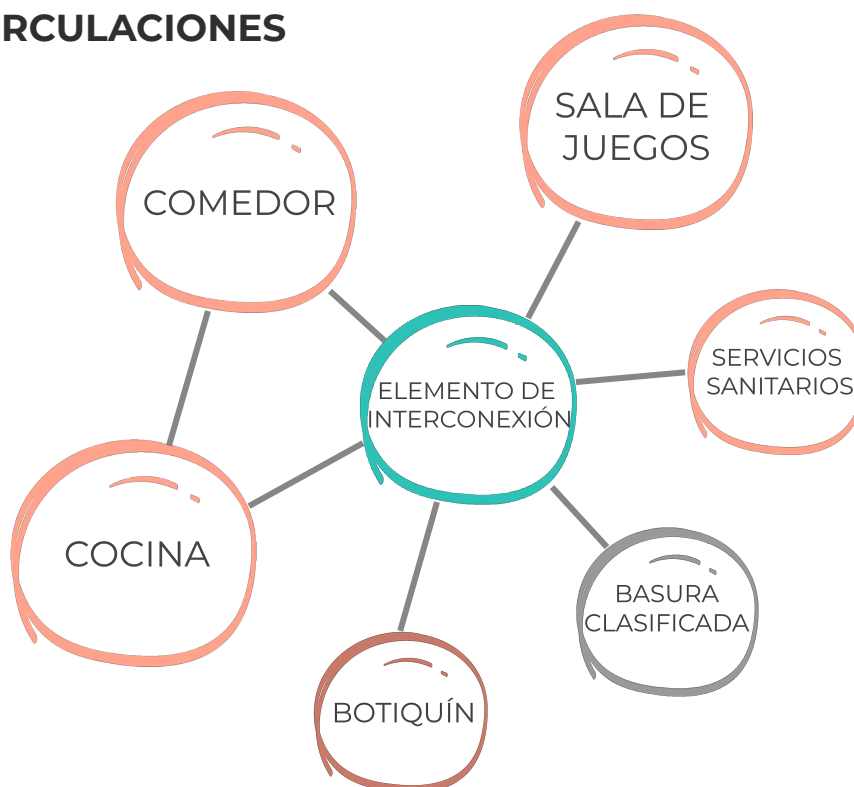 RCULACIONES
SALA DE
JUEGOS
COMEDOR
SERVICIOS
SANITARIOS
ELEMENTO DE
INTERCONEXIÓN
COCINA
BASURA
CLASIFICADA
BOTIQUÍN